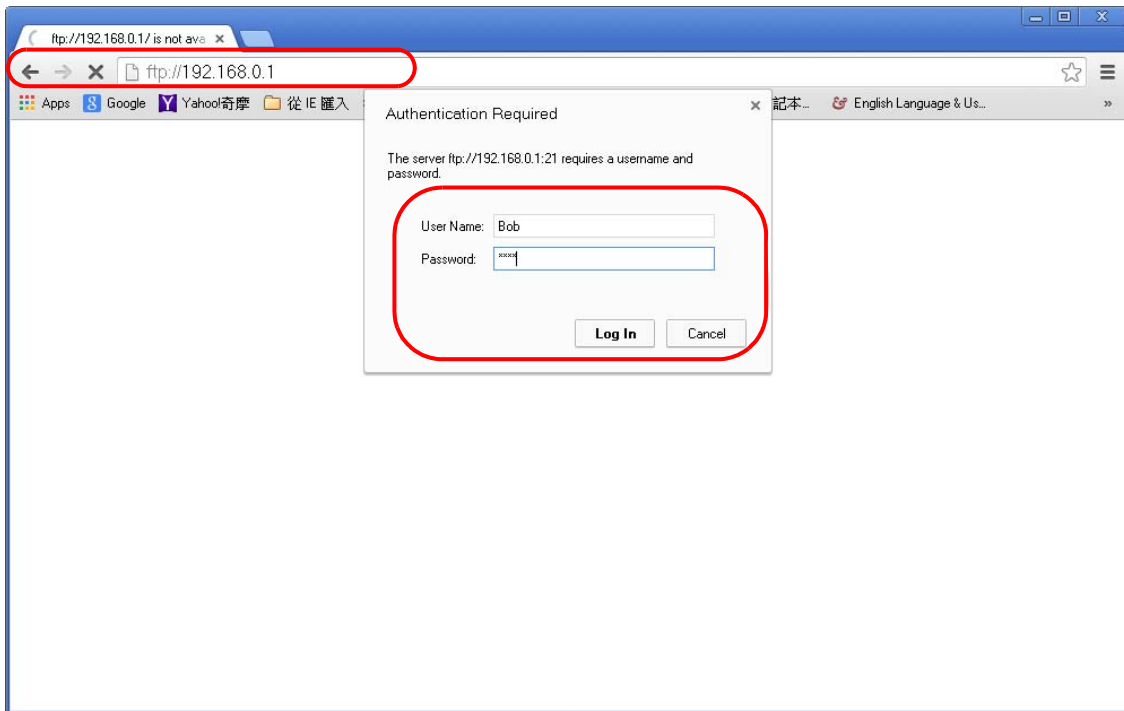 ftp://192.168.0.1/ is not ava
ftp://192.168.0.1
Apps Google Yahoo!奇摩 從 IE 匯入 記本... English Language & Us... »
Authentication Required
The server ftp://192.168.0.1:21 requires a username and
password.
User Name: Bob
Password: ****
Log In Cancel